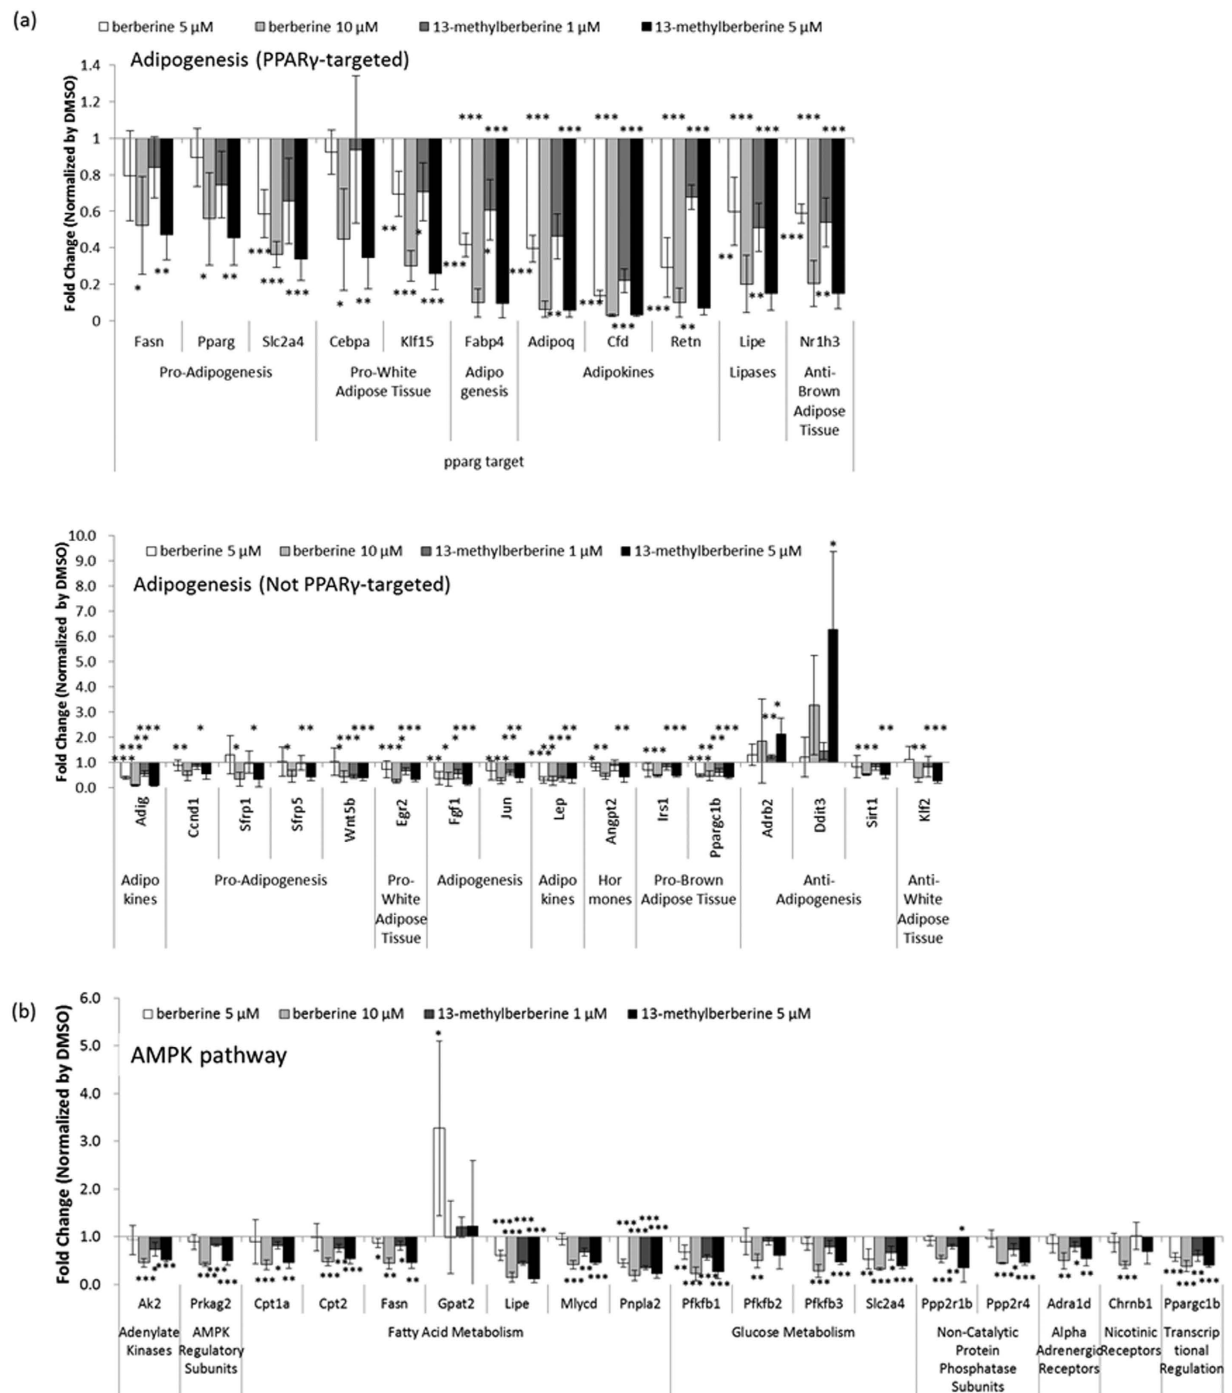 (a)
berberine 5 µM berberine 10 µM 13-methylberberine 1 µM 13-methylberberine 5 µM
Adipogenesis (PPARγ-targeted)
Fold Change (Normalized by DMSO)
1.4
1.2
1
0.8
0.6
0.4
0.2
0
Fasn Pparg Slc2a4 Cebpa Klf15 Fabp4 Adipoq Cfd Retn Lipe Nr1h3
Pro-Adipogenesis Pro-White Adipo Adipokines Lipases Anti-
Adipose Tissue genesis Brown
Adipose
Tissue
pparg target
berberine 5 µM berberine 10 µM 13-methylberberine 1 µM 13-methylberberine 5 µM
Adipogenesis (Not PPARγ-targeted)
Fold Change (Normalized by DMSO)
10.0
9.0
8.0
7.0
6.0
5.0
4.0
3.0
2.0
1.0
0.0
Adig Ccnd1 Sfrp1 Sfrp5 Wnt5b Egr2 Fgf1 Jun Lep Angpt2 Irs1 Ppargc1b Adrb2 Ddit3 Sirt1 Klf2
Adipo Pro-Adipogenesis Pro- Adipogenesis Adipo Hor Pro-Brown Anti- Anti-
kines White kines mones Adipose Tissue Adipogenesis White
Adipose Adipose
Tissue Tissue
(b)
berberine 5 µM berberine 10 µM 13-methylberberine 1 µM 13-methylberberine 5 µM
AMPK pathway
Fold Change (Normalized by DMSO)
6.0
5.0
4.0
3.0
2.0
1.0
0.0
Ak2 Prkag2 Cpt1a Cpt2 Fasn Gpat2 Lipe Mlycd Pnpla2 Pfkfb1 Pfkfb2 Pfkfb3 Slc2a4 Ppp2r1b Ppp2r4 Adra1d Chrnb1 Ppargc1b
Adenylate AMPK Fatty Acid Metabolism Glucose Metabolism Non-Catalytic Alpha Nicotinic Transcrip
Kinases Regulatory Protein Adrenergic Receptors tional
Subunits Phosphatase Receptors Regulation
Subunits